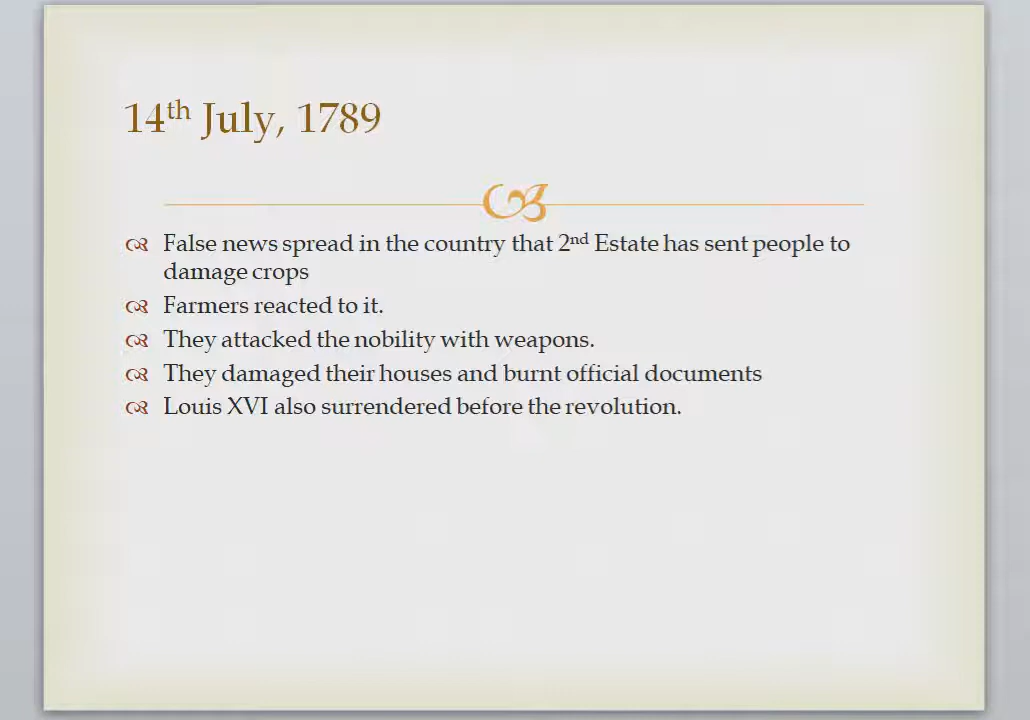 14th July, 1789
False news spread in the country that 2nd Estate has sent people to
damage crops
Farmers reacted to it.
They attacked the nobility with weapons.
They damaged their houses and burnt official documents
Louis XVI also surrendered before the revolution.